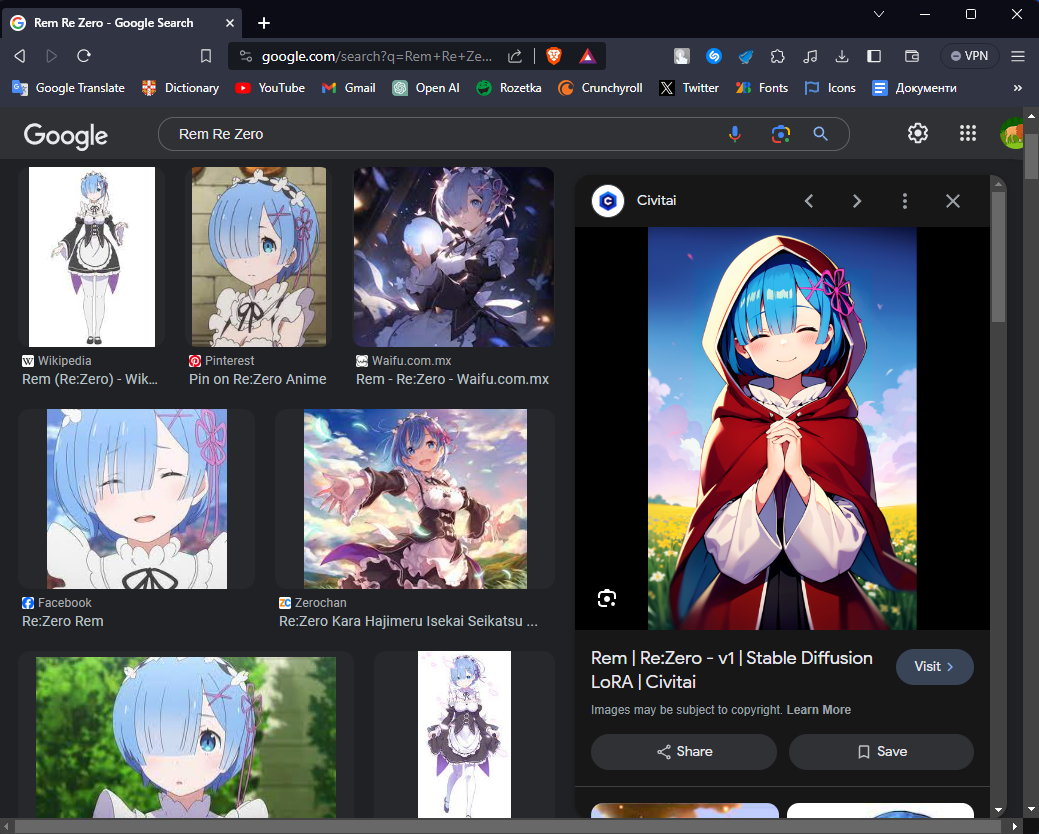 Rem Re Zero - Google Search
google.com/search?q=Rem+Re+Ze...
VPN
Google Translate
Dictionary
YouTube
Gmail
Open AI
Rozetka
Crunchyroll
Twitter
Fonts
Icons
Документи
Google
Rem Re Zero
Wikipedia
Rem (Re:Zero) - Wik...
Pinterest
Pin on Re:Zero Anime
Waifu.com.mx
Rem - Re:Zero - Waifu.com.mx
Facebook
Re:Zero Rem
Zerochan
Re:Zero Kara Hajimeru Isekai Seikatsu ...
Civitai
Rem | Re:Zero - v1 | Stable Diffusion
LoRA | Civitai
Visit
Images may be subject to copyright. Learn More
Share
Save